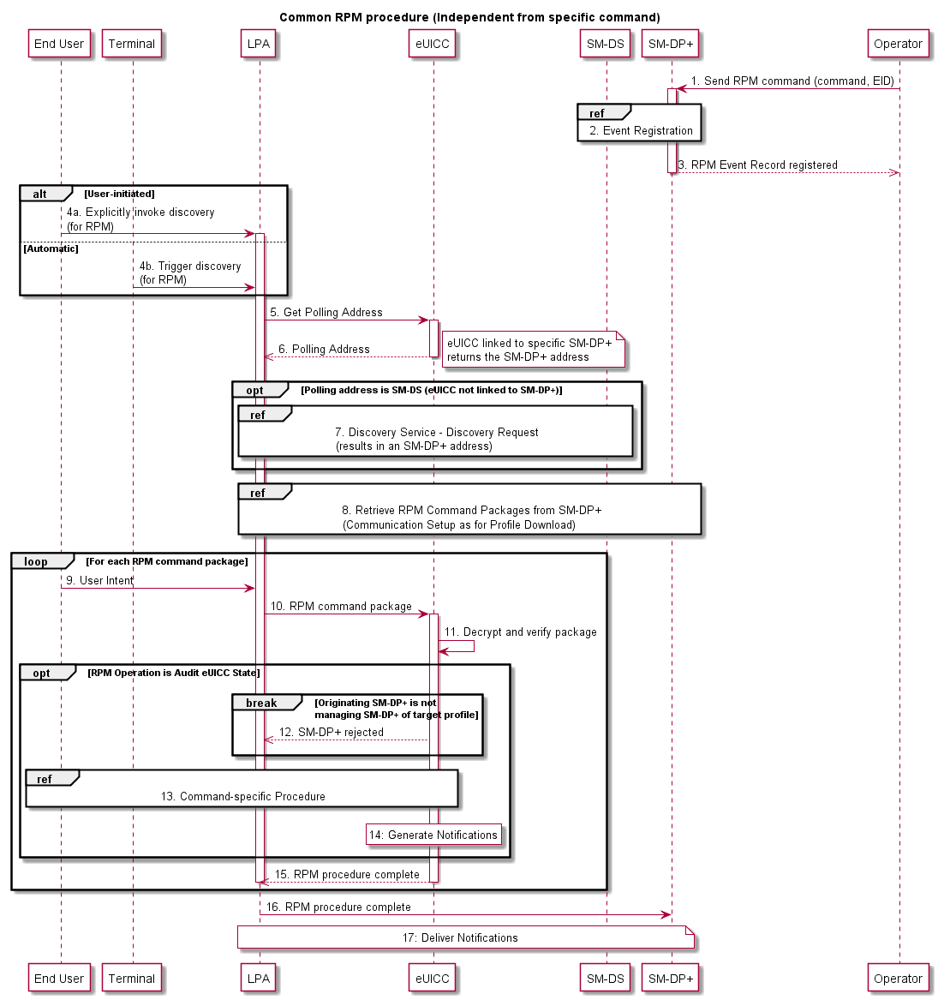 Common RPM procedure (Independent from specific command)
End User
Terminal
LPA
eUICC
SM-DS
SM-DP+
Operator
1. Send RPM command (command, EID)
ref
2. Event Registration
3. RPM Event Record registered
alt
[User-initiated]
4a. Explicitly invoke discovery
(for RPM)
[Automatic]
4b. Trigger discovery
(for RPM)
5. Get Polling Address
eUICC linked to specific SM-DP+
returns the SM-DP+ address
6. Polling Address
opt
[Polling address is SM-DS (eUICC not linked to SM-DP+)]
ref
7. Discovery Service - Discovery Request
(results in an SM-DP+ address)
ref
8. Retrieve RPM Command Packages from SM-DP+
(Communication Setup as for Profile Download)
loop
[For each RPM command package]
9. User Intent
10. RPM command package
11. Decrypt and verify package
opt
[RPM Operation is Audit eUICC State]
break
[Originating SM-DP+ is not
managing SM-DP+ of target profile]
12. SM-DP+ rejected
ref
13. Command-specific Procedure
14: Generate Notifications
15. RPM procedure complete
16. RPM procedure complete
17: Deliver Notifications
End User
Terminal
LPA
eUICC
SM-DS
SM-DP+
Operator